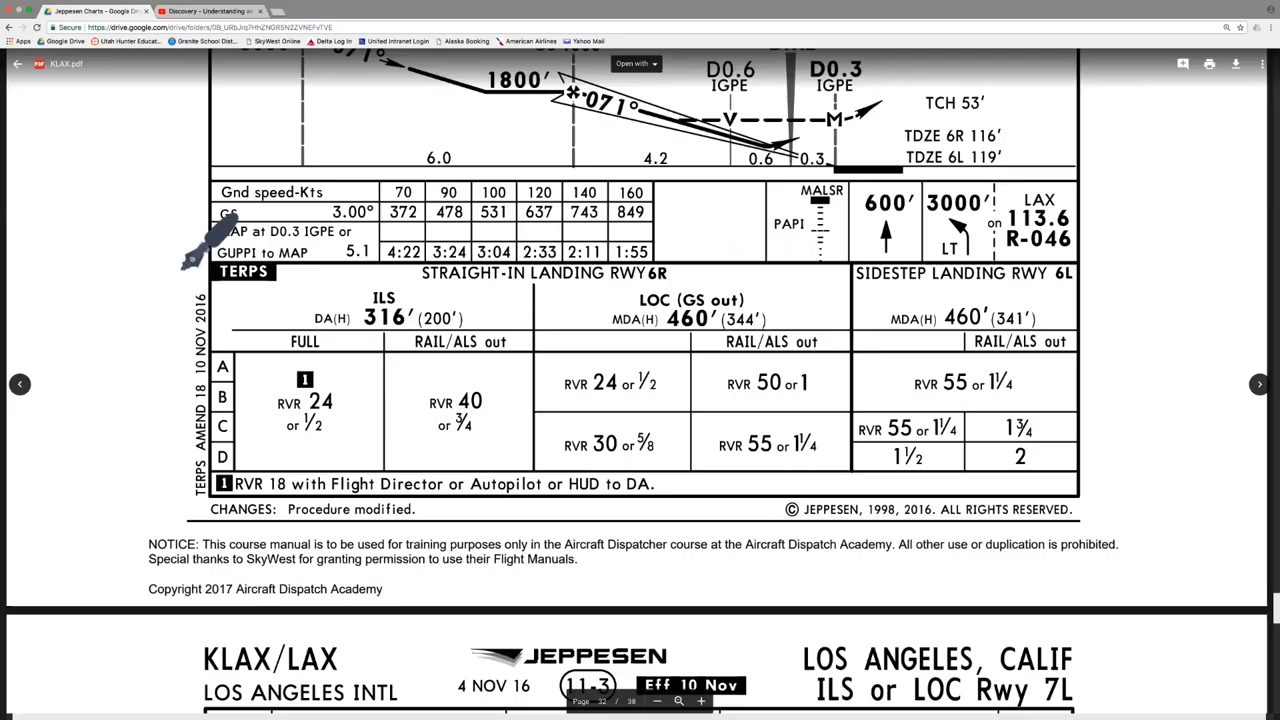 Jeppesen Charts - Google Dri
Discovery - Understanding a
Secure
https://drive.google.com/drive/folders/0B_URbJrq7HhZNGR5N2ZVNEFvTVE
Apps Google Drive Utah Hunter Educat... Granite School Dist... SkyWest Online Delta Log in United Intranet Login Alaska Booking American Airlines Yahoo Mail
KLAX.pdf
Open with
071°
D0.6
IGPE
D0.3
IGPE
1800'
071°
TCH 53'
V
M
TDZE 6R 116'
TDZE 6L 119'
6.0 4.2 0.6 0.3
Gnd speed-Kts 70 90 100 120 140 160
GS 3.00° 372 478 531 637 743 849
MAP at D0.3 IGPE or
GUPPI to MAP 5.1 4:22 3:24 3:04 2:33 2:11 1:55
MALSR
PAPI
600'
3000'
LT
on
LAX
113.6
R-046
TERPS STRAIGHT-IN LANDING RWY 6R SIDESTEP LANDING RWY 6L
ILS LOC (GS out)
DA(H) 316' (200') MDA(H) 460' (344') MDA(H) 460' (341')
FULL RAIL/ALS out RAIL/ALS out RAIL/ALS out
A
B
C
D
1
RVR 24
or 1/2
RVR 40
or 3/4
RVR 24 or 1/2
RVR 50 or 1
RVR 55 or 1 1/4
RVR 30 or 5/8
RVR 55 or 1 1/4
RVR 55 or 1 1/4
1 3/4
1 1/2
2
1 RVR 18 with Flight Director or Autopilot or HUD to DA.
TERPS AMEND 18 10 NOV 2016
CHANGES: Procedure modified.
© JEPPESEN, 1998, 2016. ALL RIGHTS RESERVED.
NOTICE: This course manual is to be used for training purposes only in the Aircraft Dispatcher course at the Aircraft Dispatch Academy. All other use or duplication is prohibited.
Special thanks to SkyWest for granting permission to use their Flight Manuals.
Copyright 2017 Aircraft Dispatch Academy
KLAX/LAX
LOS ANGELES INTL
JEPPESEN
4 NOV 16 11-3 Eff 10 Nov
LOS ANGELES, CALIF
ILS or LOC Rwy 7L
Page 32 / 38